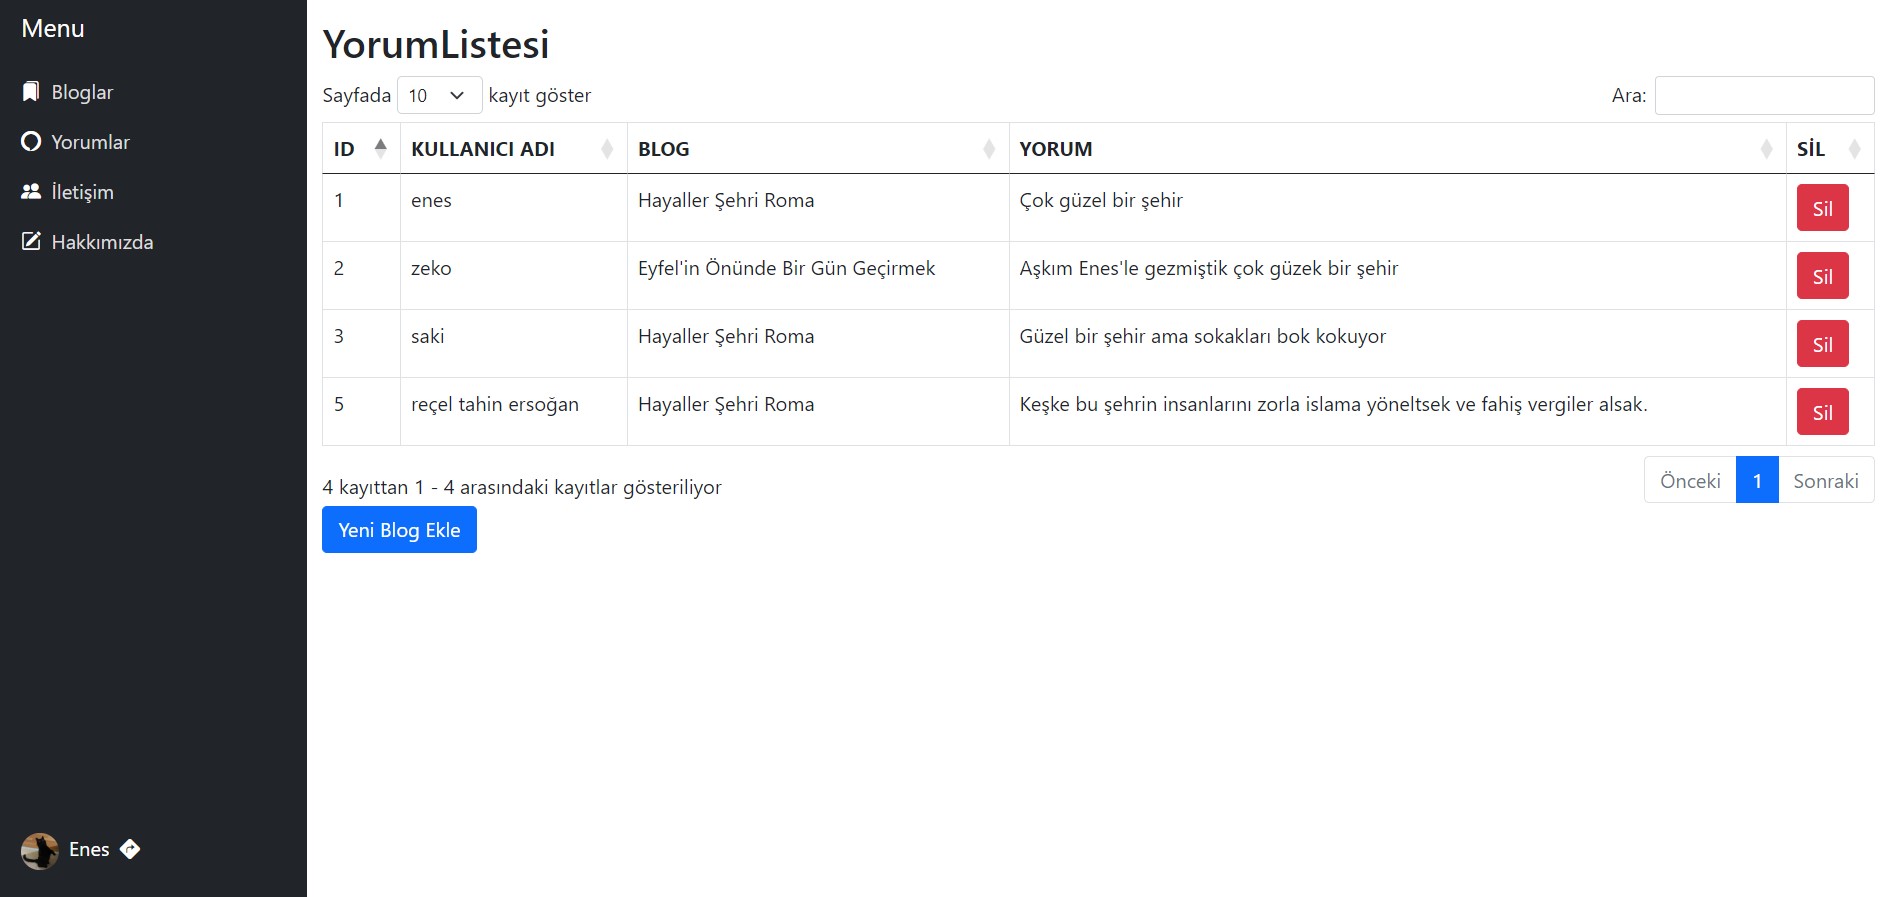 Menu
Bloglar
Yorumlar
İletişim
Hakkımızda
Enes
YorumListesi
Sayfada 10 kayıt göster
Ara:
ID KULLANICI ADI BLOG YORUM SİL
1 enes Hayaller Şehri Roma Çok güzel bir şehir Sil
2 zeko Eyfel'in Önünde Bir Gün Geçirmek Aşkım Enes'le gezmiştik çok güzek bir şehir Sil
3 saki Hayaller Şehri Roma Güzel bir şehir ama sokakları bok kokuyor Sil
5 reçel tahin ersoğan Hayaller Şehri Roma Keşke bu şehrin insanlarını zorla islama yöneltsek ve fahiş vergiler alsak. Sil
4 kayıttan 1 - 4 arasındaki kayıtlar gösteriliyor
Önceki 1 Sonraki
Yeni Blog Ekle